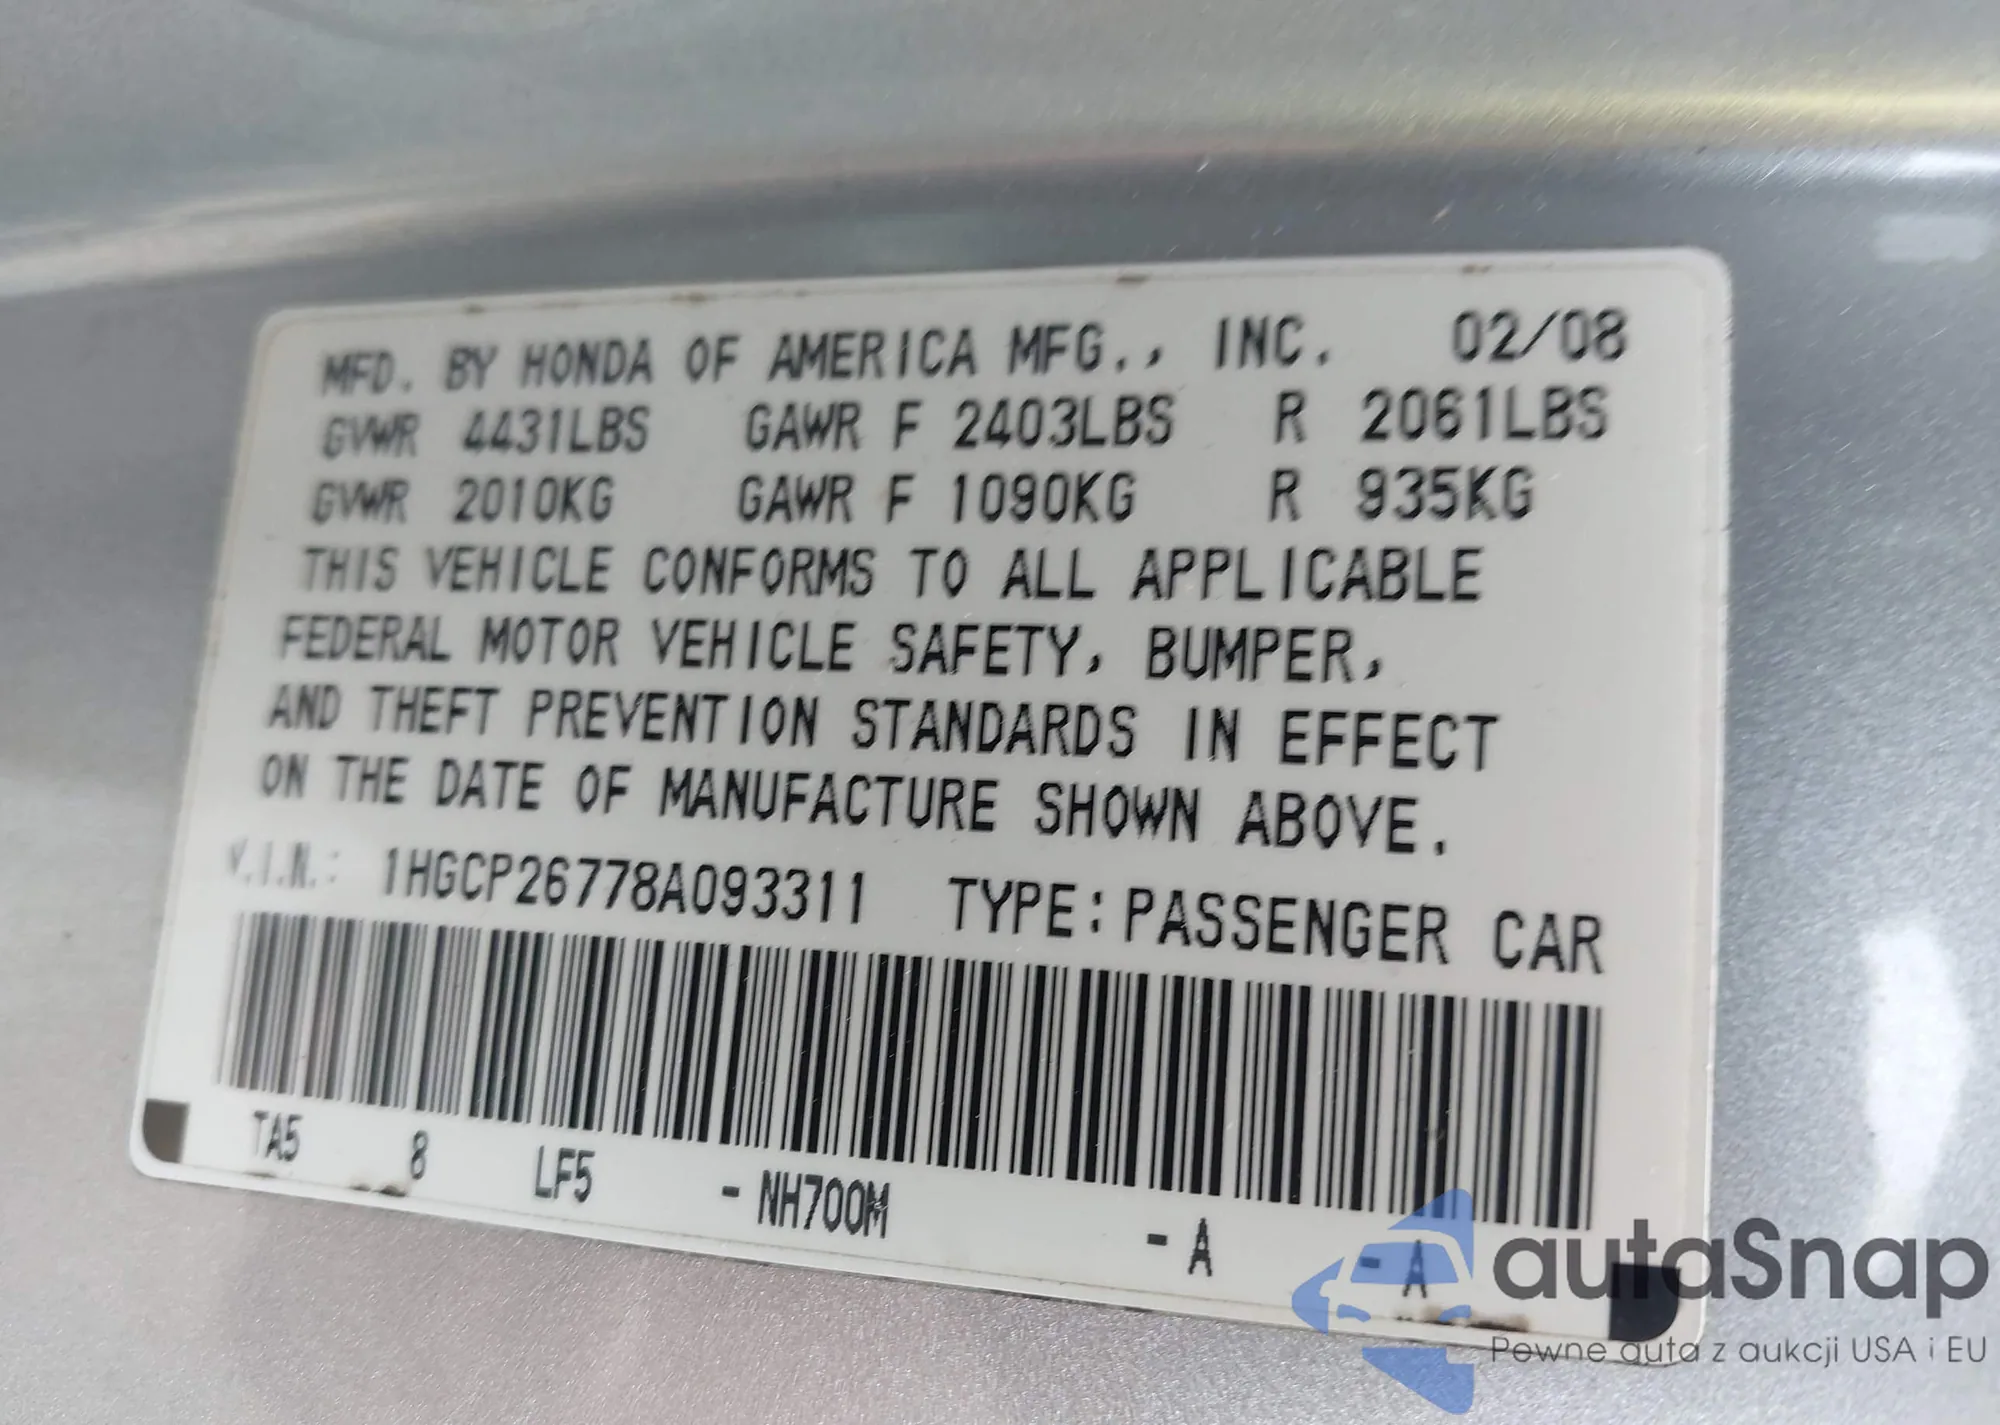 MFD. BY HONDA OF AMERICA MFG., INC. 02/08
GVWR 4431LBS GAWR F 2403LBS R 2061LBS
GVWR 2010KG GAWR F 1090KG R 935KG
THIS VEHICLE CONFORMS TO ALL APPLICABLE
FEDERAL MOTOR VEHICLE SAFETY, BUMPER,
AND THEFT PREVENTION STANDARDS IN EFFECT
ON THE DATE OF MANUFACTURE SHOWN ABOVE.
V.I.N.: 1HGCP26778A093311 TYPE: PASSENGER CAR
TA5 8 LF5 - NH700M - A - A
autaSnap
Pewne auta z aukcji USA i EU